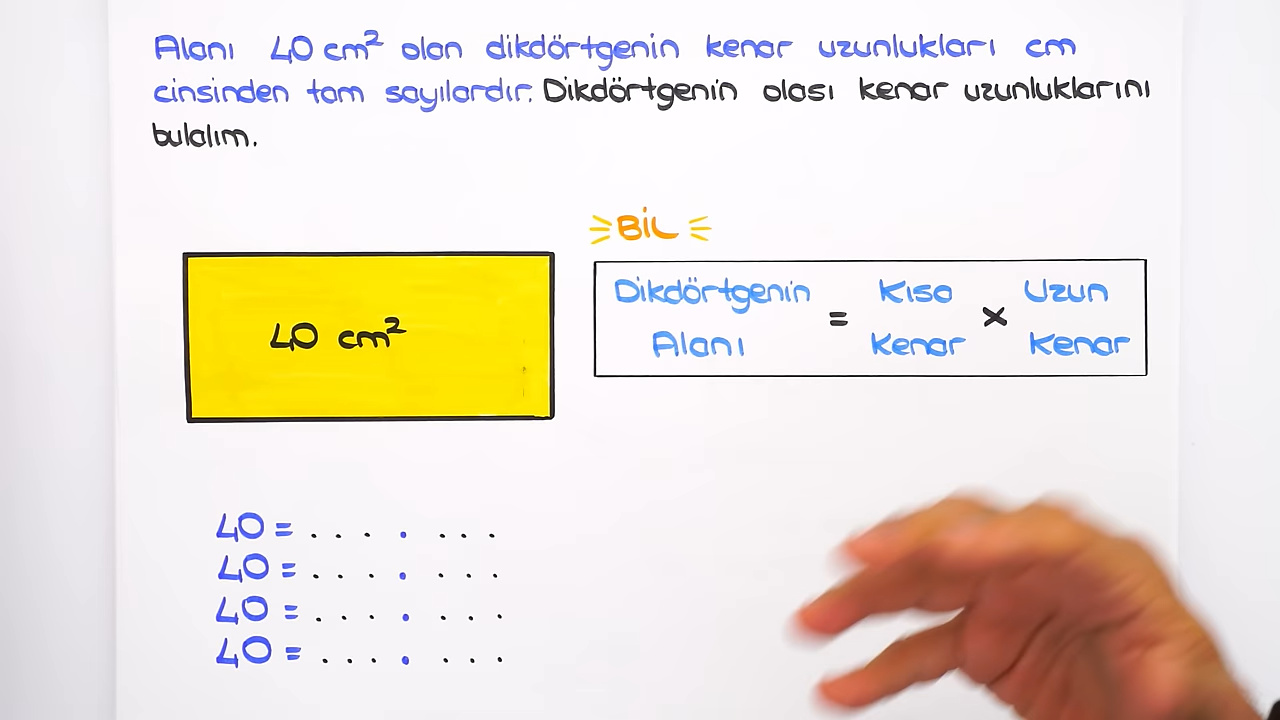 Alanı 40 cm² olan dikdörtgenin kenar uzunlukları cm
cinsinden tam sayılardır. Dikdörtgenin olası kenar uzunluklarını
bulalım.
BİL
40 cm²
Dikdörtgenin Alanı = Kısa Kenar x Uzun Kenar
40 = . . . . . . .
40 = . . . . . . .
40 = . . . . . . .
40 = . . . . . . .